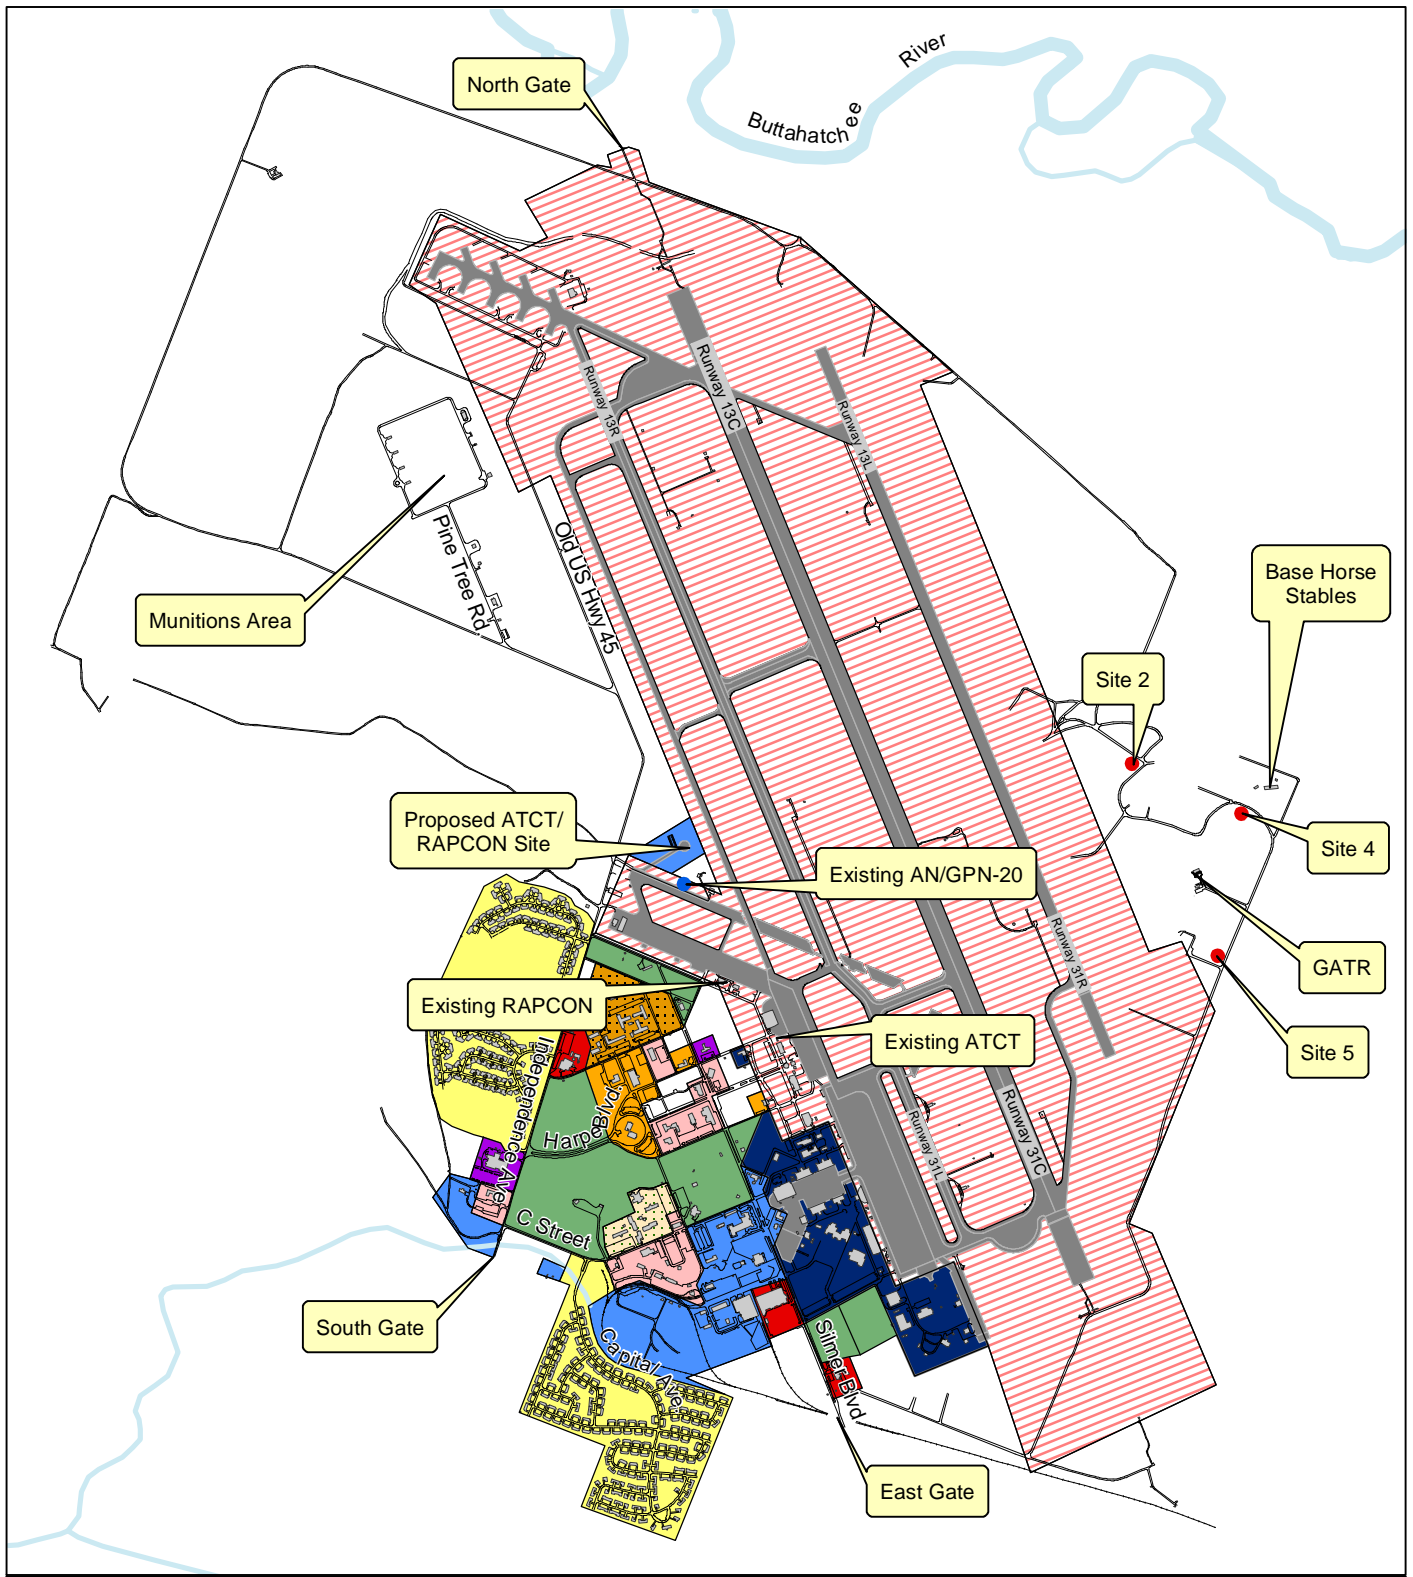 River
North Gate
Buttahatchee
Runway 13C
Runway 13R
Runway 13L
Old US Hwy 45
Pine Tree Rd
Base Horse
Stables
Munitions Area
Site 2
Proposed ATCT/
RAPCON Site
Site 4
Existing AN/GPN-20
Runway 31R
GATR
Existing RAPCON
Existing ATCT
Site 5
Independence Ave
Harpe Blvd.
Runway 31L
Runway 31C
C Street
South Gate
Capital Ave.
Silmer Blvd
East Gate